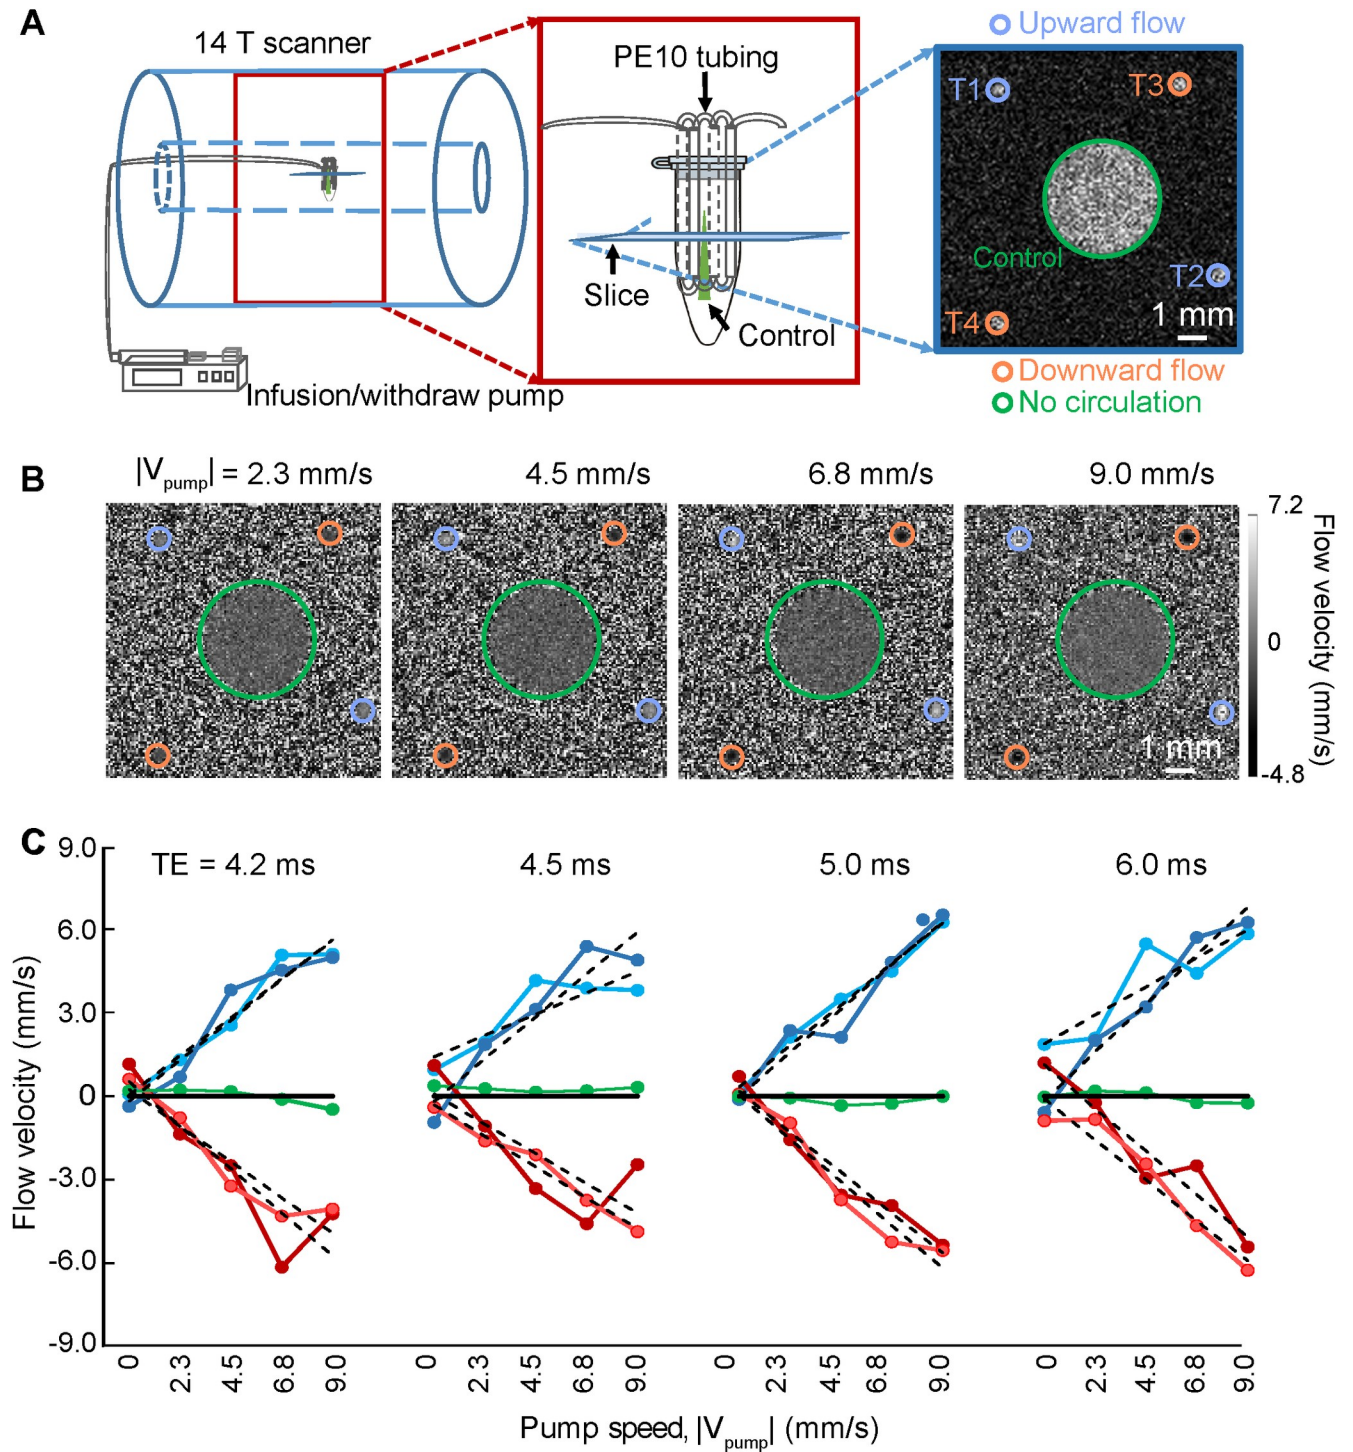 A
14 T scanner
PE10 tubing
Slice
Control
Infusion/withdraw pump
Upward flow
T1
T3
Control
T2
T4
1 mm
Downward flow
No circulation
B
|Vpump| = 2.3 mm/s
4.5 mm/s
6.8 mm/s
9.0 mm/s
1 mm
7.2
0
-4.8
Flow velocity (mm/s)
C
TE = 4.2 ms
4.5 ms
5.0 ms
6.0 ms
Flow velocity (mm/s)
9.0
6.0
3.0
0
-3.0
-6.0
-9.0
0 2.3 4.5 6.8 9.0
0 2.3 4.5 6.8 9.0
0 2.3 4.5 6.8 9.0
0 2.3 4.5 6.8 9.0
Pump speed, |Vpump| (mm/s)